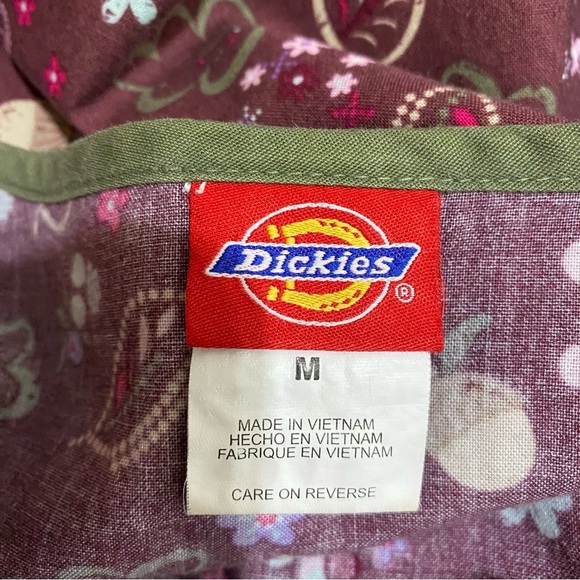 Dickies ®
M
MADE IN VIETNAM
HECHO EN VIETNAM
FABRIQUE EN VIETNAM
CARE ON REVERSE